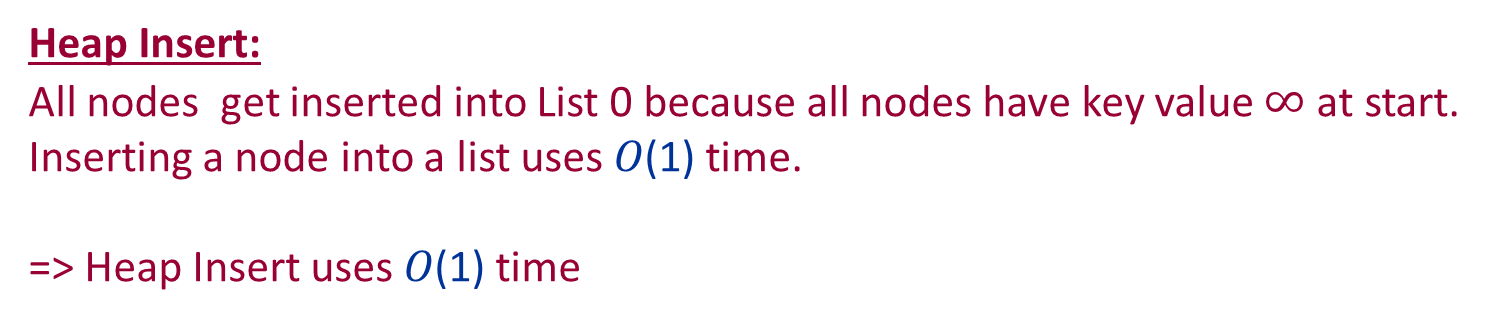 Heap Insert:
All nodes  get inserted into List 0 because all nodes have key value ∞ at start.
Inserting a node into a list uses O(1) time.
=> Heap Insert uses O(1) time